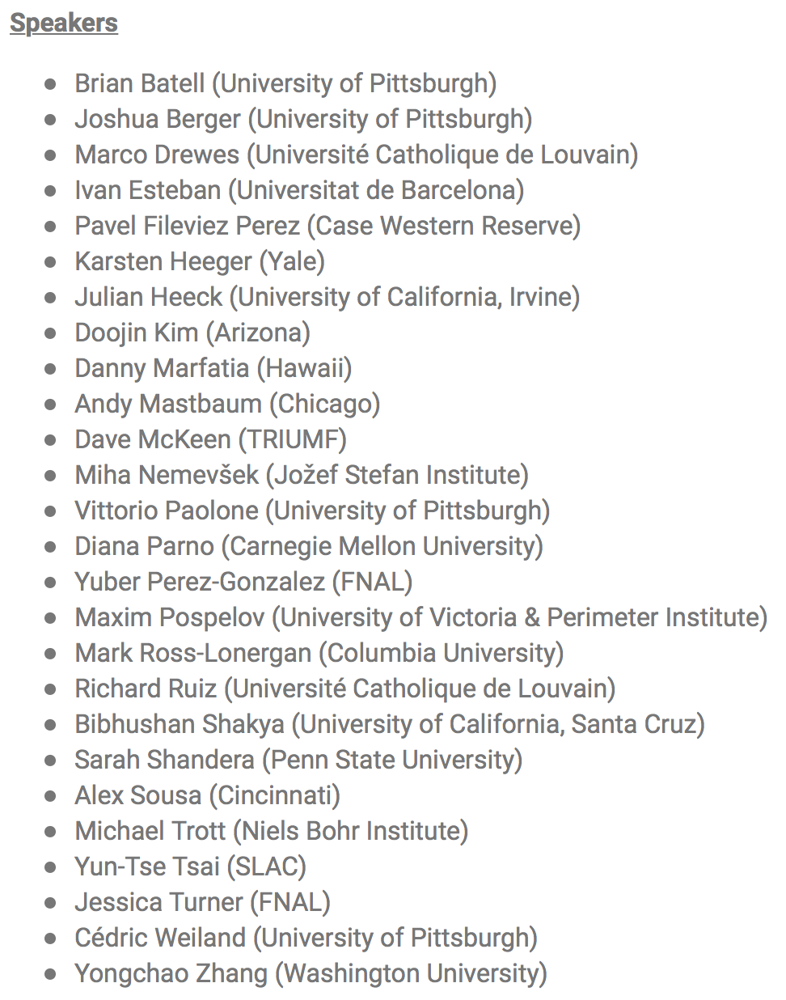 Speakers
• Brian Batell (University of Pittsburgh)
• Joshua Berger (University of Pittsburgh)
• Marco Drewes (Université Catholique de Louvain)
• Ivan Esteban (Universitat de Barcelona)
• Pavel Fileviez Perez (Case Western Reserve)
• Karsten Heeger (Yale)
• Julian Heeck (University of California, Irvine)
• Doojin Kim (Arizona)
• Danny Marfatia (Hawaii)
• Andy Mastbaum (Chicago)
• Dave McKeen (TRIUMF)
• Miha Nemevšek (Jožef Stefan Institute)
• Vittorio Paolone (University of Pittsburgh)
• Diana Parno (Carnegie Mellon University)
• Yuber Perez-Gonzalez (FNAL)
• Maxim Pospelov (University of Victoria & Perimeter Institute)
• Mark Ross-Lonergan (Columbia University)
• Richard Ruiz (Université Catholique de Louvain)
• Bibhushan Shakya (University of California, Santa Cruz)
• Sarah Shandera (Penn State University)
• Alex Sousa (Cincinnati)
• Michael Trott (Niels Bohr Institute)
• Yun-Tse Tsai (SLAC)
• Jessica Turner (FNAL)
• Cédric Weiland (University of Pittsburgh)
• Yongchao Zhang (Washington University)